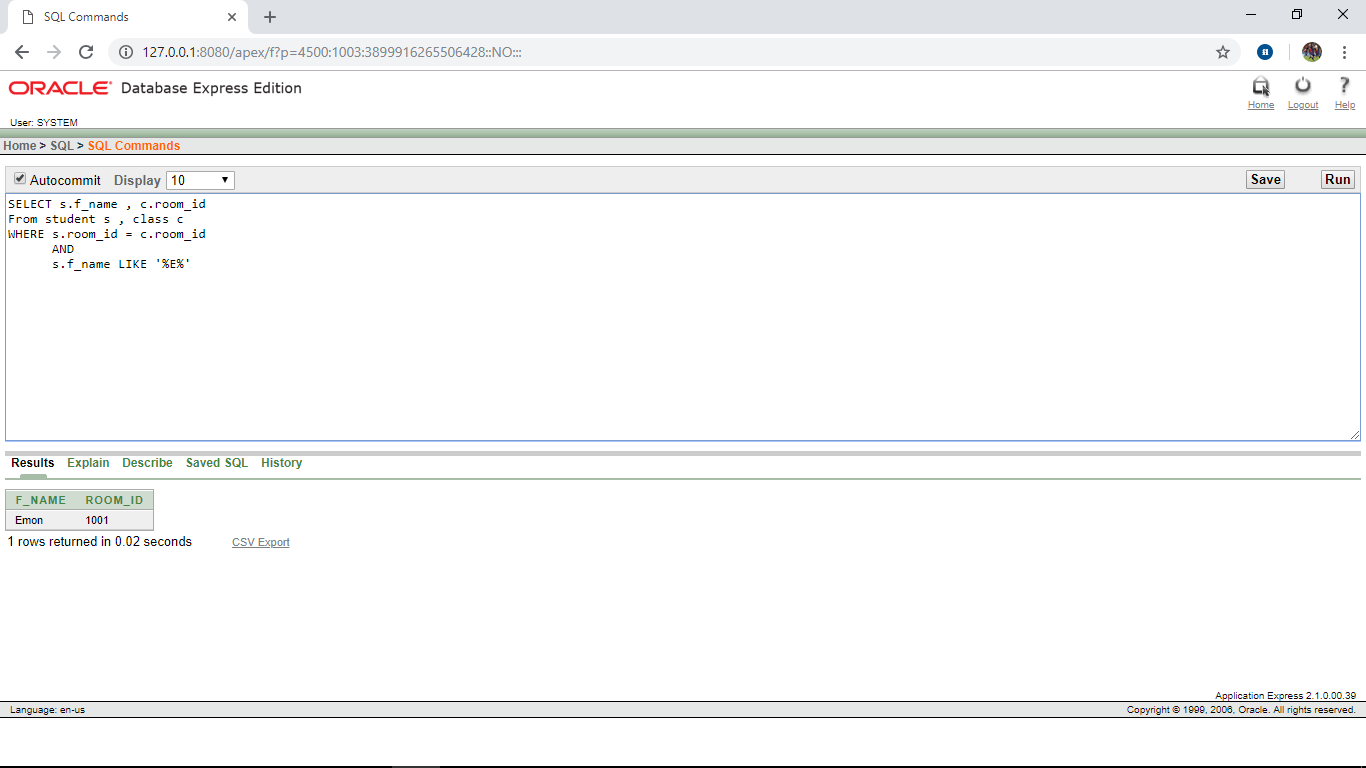 SQL Commands
127.0.0.1:8080/apex/f?p=4500:1003:3899916265506428::NO:::
ORACLE Database Express Edition
Home Logout Help
User: SYSTEM
Home > SQL > SQL Commands
Autocommit Display 10 Save Run
SELECT s.f_name , c.room_id
From student s , class c
WHERE s.room_id = c.room_id
AND
s.f_name LIKE '%E%'
Results Explain Describe Saved SQL History
F_NAME ROOM_ID
Emon 1001
1 rows returned in 0.02 seconds CSV Export
Application Express 2.1.0.00.39
Language: en-us Copyright © 1999, 2006, Oracle. All rights reserved.